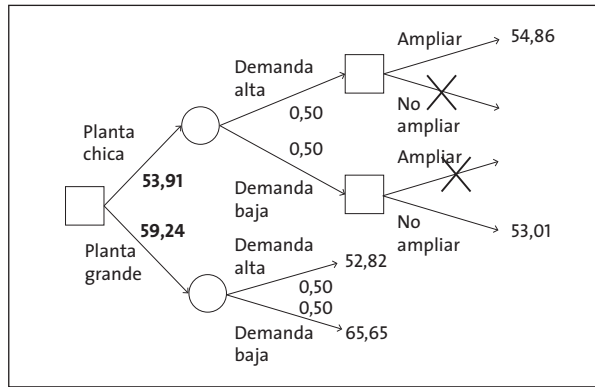 Ampliar
54,86
Demanda
alta
0,50
No
ampliar
Planta
chica
0,50
Ampliar
53,91
Demanda
baja
No
ampliar
53,01
59,24
Planta
grande
Demanda
alta
52,82
0,50
0,50
Demanda
baja
65,65